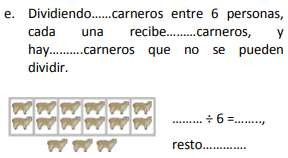 e. Dividiendo......carneros entre 6 personas,
cada una recibe.........carneros, y
hay..........carneros que no se pueden
dividir.
......... ÷ 6 =........,
resto.............